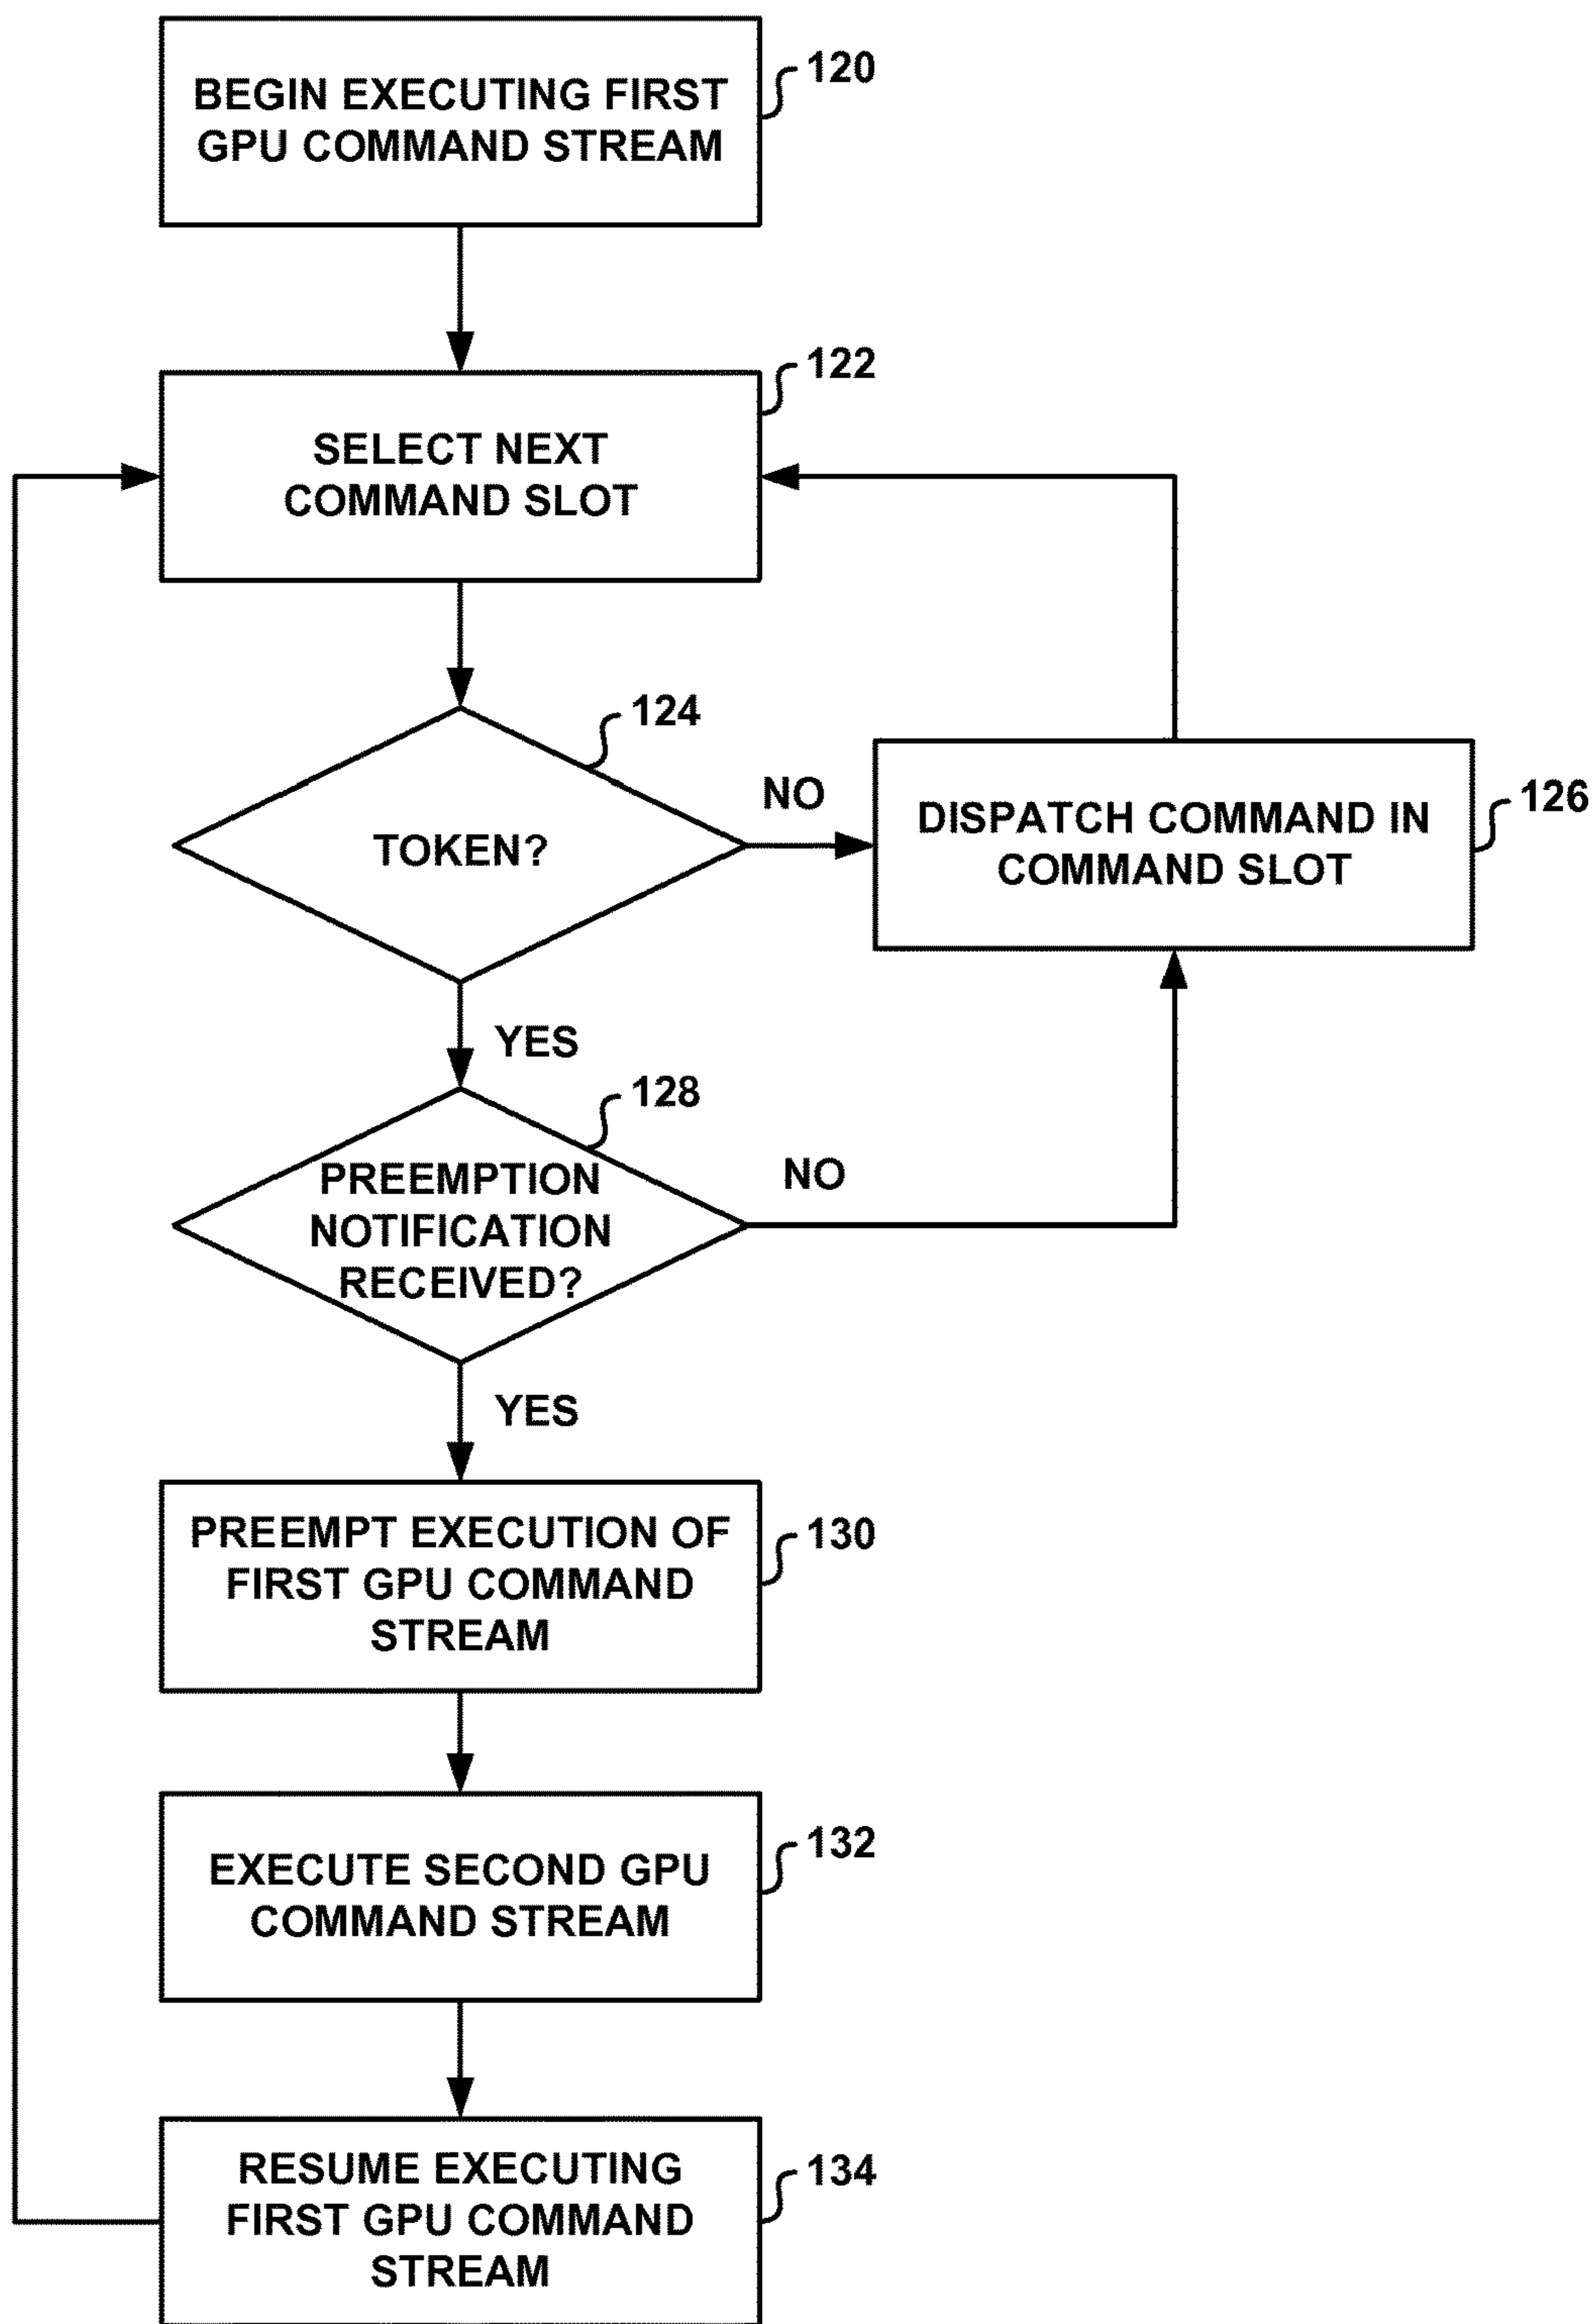 BEGIN EXECUTING FIRST
GPU COMMAND STREAM
120
SELECT NEXT
COMMAND SLOT
122
TOKEN?
124
NO
DISPATCH COMMAND IN
COMMAND SLOT
126
YES
PREEMPTION
NOTIFICATION
RECEIVED?
128
NO
YES
PREEMPT EXECUTION OF
FIRST GPU COMMAND
STREAM
130
EXECUTE SECOND GPU
COMMAND STREAM
132
RESUME EXECUTING
FIRST GPU COMMAND
STREAM
134